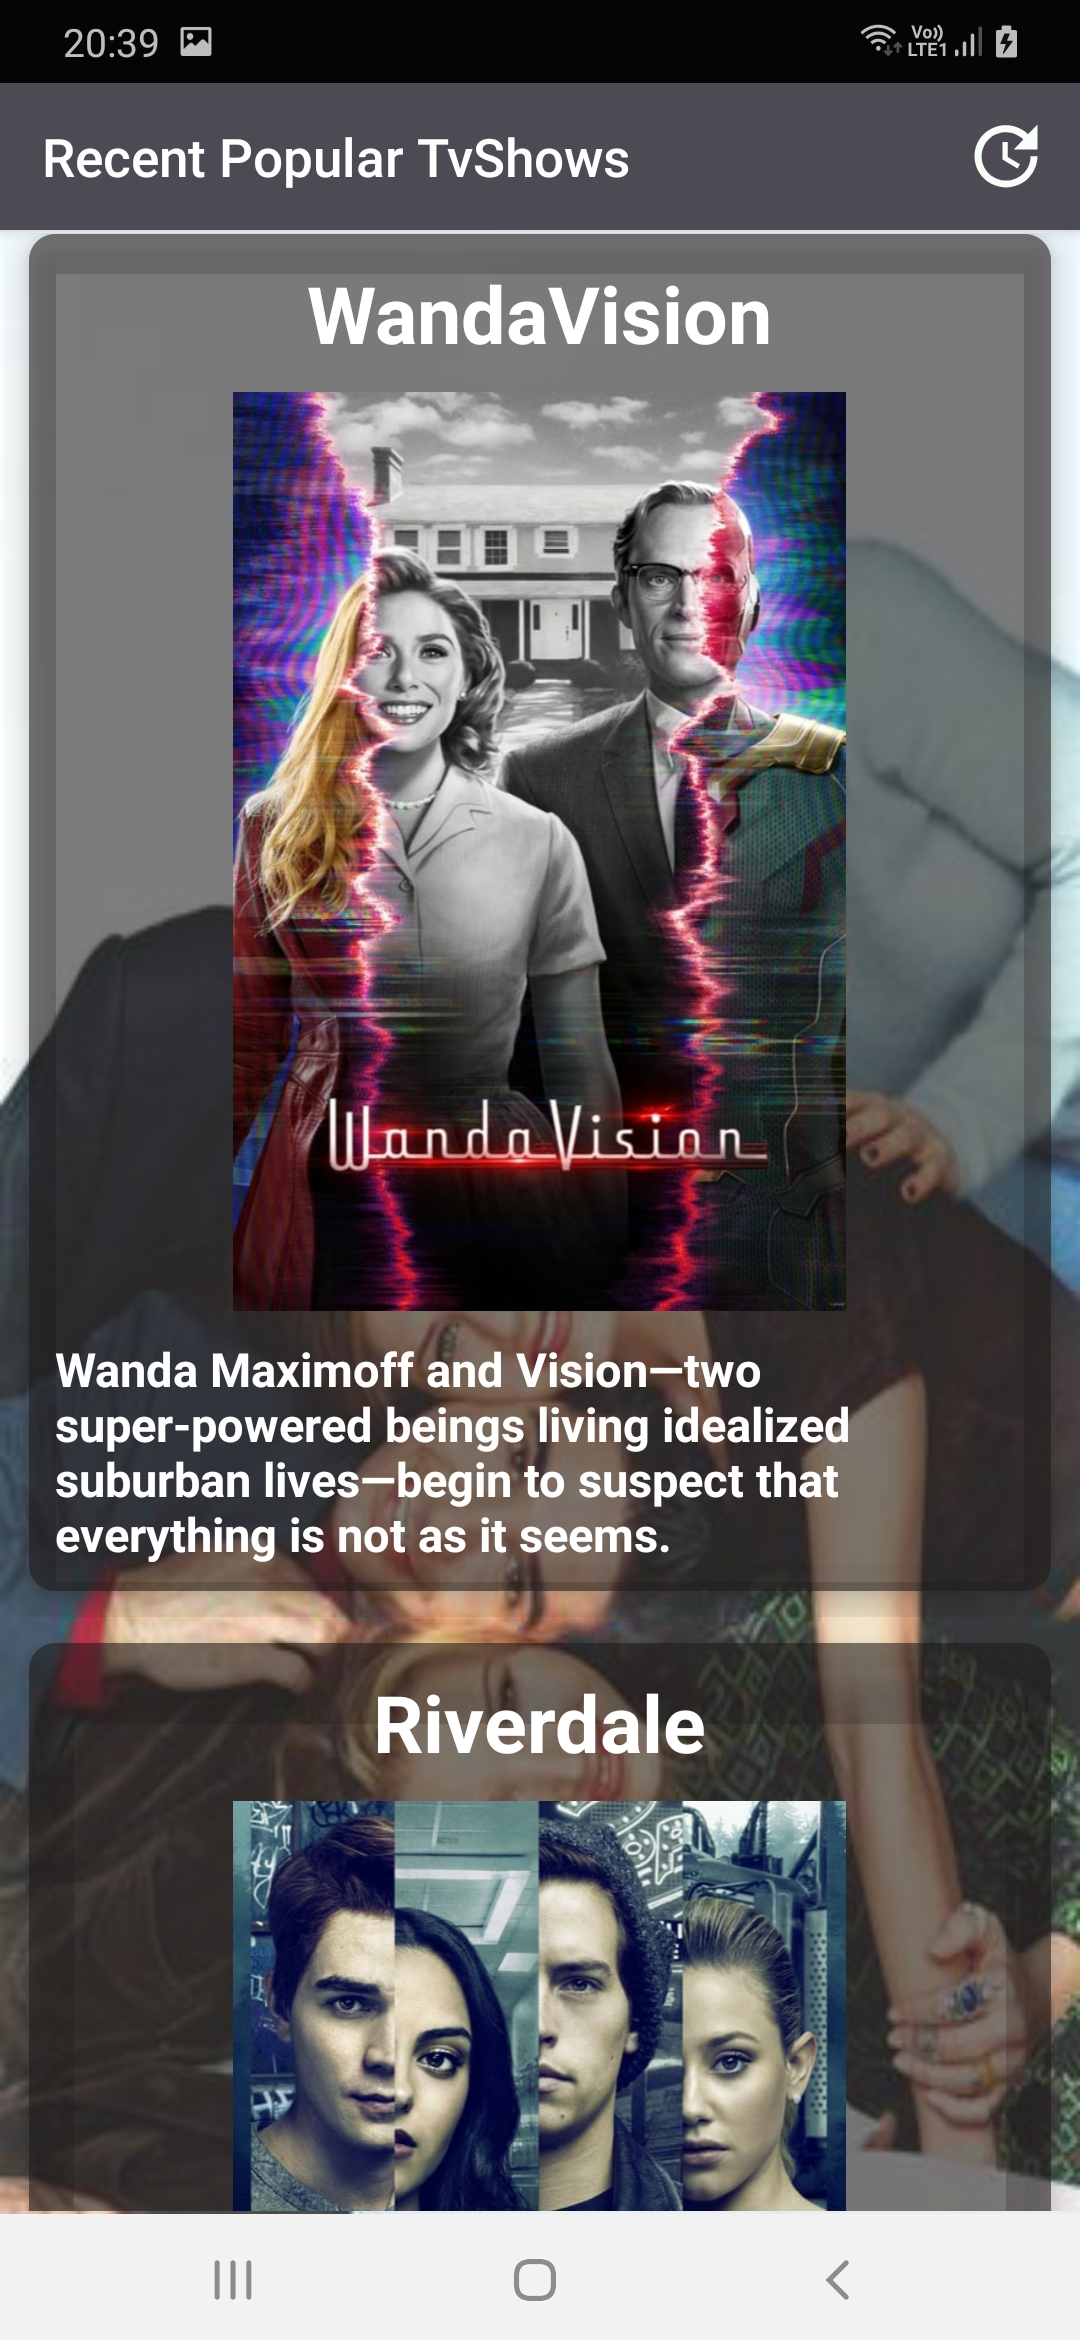 20:39
Vo))
LTE1
Recent Popular TvShows
WandaVision
WandaVision
Wanda Maximoff and Vision—two
super-powered beings living idealized
suburban lives—begin to suspect that
everything is not as it seems.
Riverdale